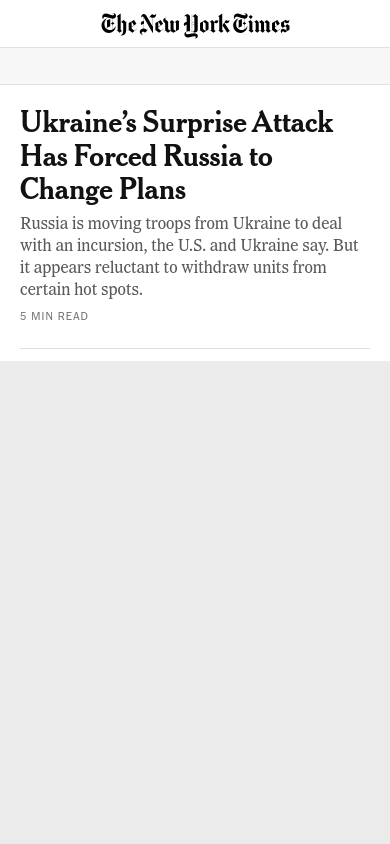 The New York Times
Ukraine’s Surprise Attack
Has Forced Russia to
Change Plans
Russia is moving troops from Ukraine to deal
with an incursion, the U.S. and Ukraine say. But
it appears reluctant to withdraw units from
certain hot spots.
5 MIN READ